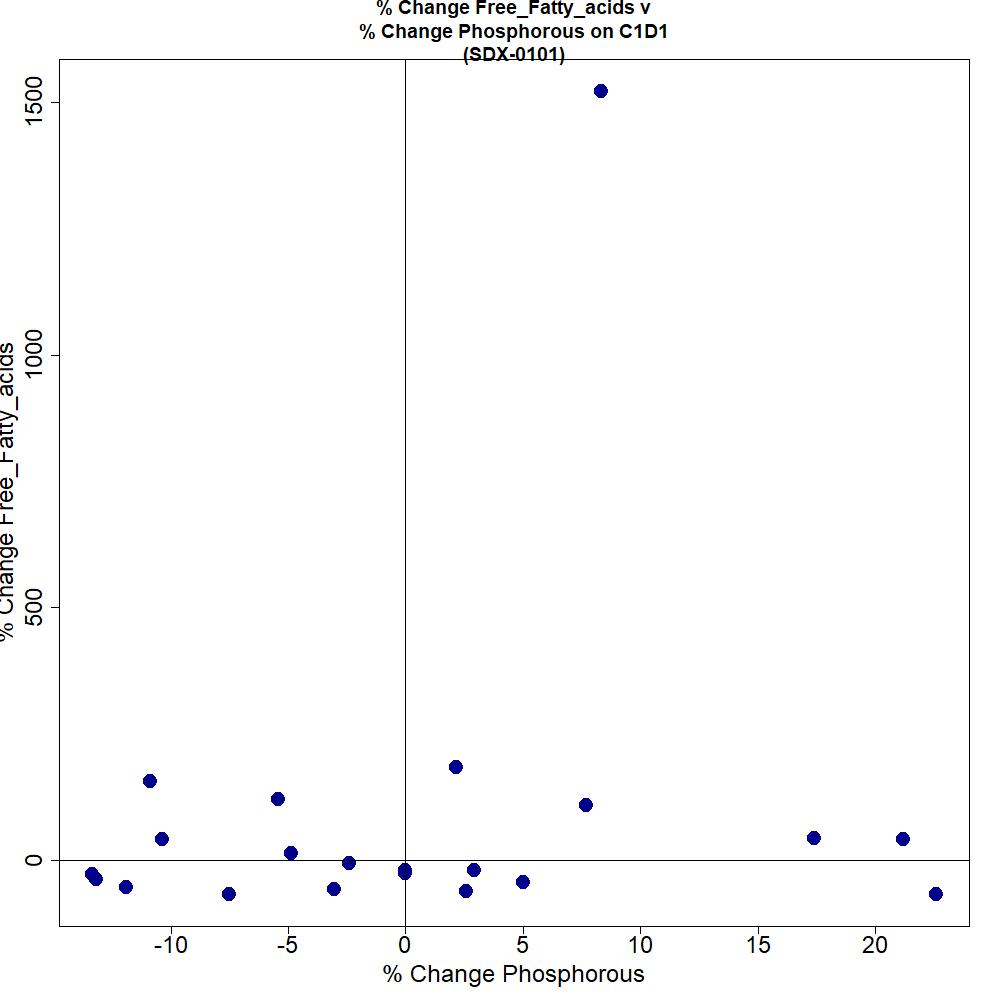 % Change Free_Fatty_acids v
% Change Phosphorous on C1D1
(SDX-0101)
% Change Free_Fatty_acids
1500
1000
500
0
-10
-5
0
5
10
15
20
% Change Phosphorous